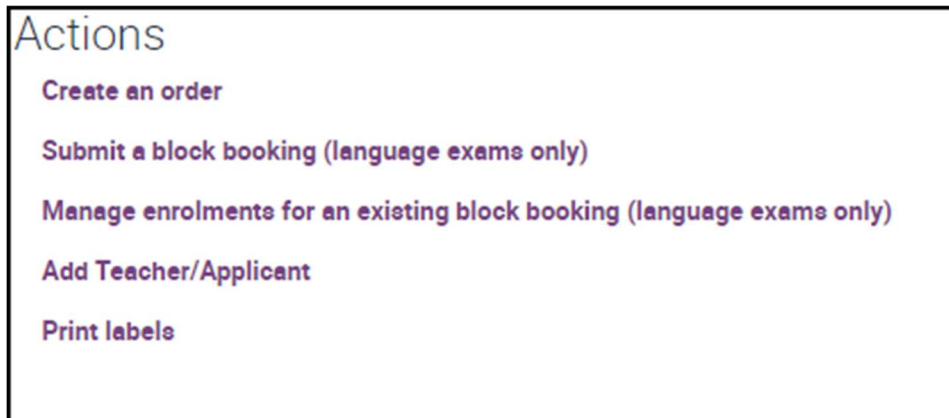 Actions
Create an order
Submit a block booking (language exams only)
Manage enrolments for an existing block booking (language exams only)
Add Teacher/Applicant
Print labels